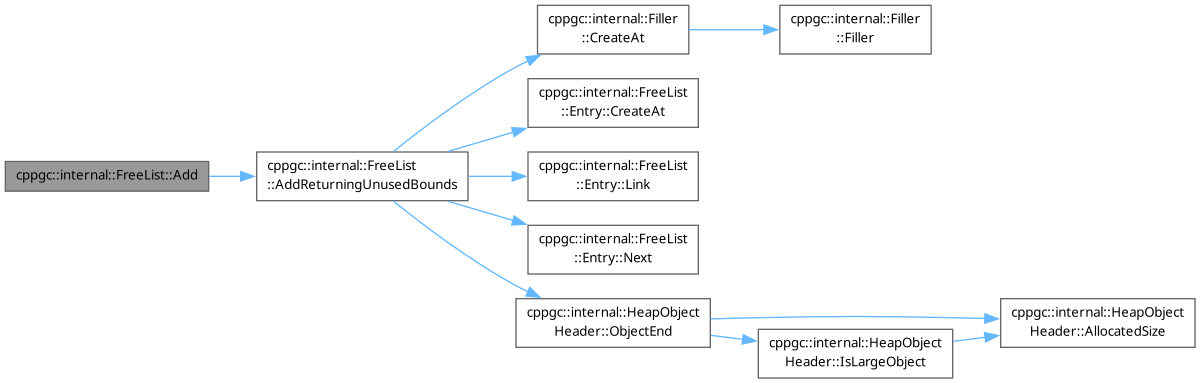 cppgc::internal::Filler
::CreateAt
cppgc::internal::Filler
::Filler
cppgc::internal::FreeList
::Entry::CreateAt
cppgc::internal::FreeList::Add
cppgc::internal::FreeList
::AddReturningUnusedBounds
cppgc::internal::FreeList
::Entry::Link
cppgc::internal::FreeList
::Entry::Next
cppgc::internal::HeapObject
Header::ObjectEnd
cppgc::internal::HeapObject
Header::AllocatedSize
cppgc::internal::HeapObject
Header::IsLargeObject